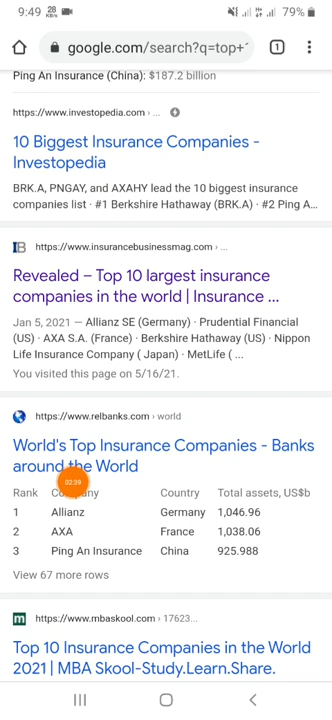 9:49 28 KB/s 79%
google.com/search?q=top+1
Ping An Insurance (China): $187.2 billion
https://www.investopedia.com › ...
10 Biggest Insurance Companies -
Investopedia
BRK.A, PNGAY, and AXAHY lead the 10 biggest insurance
companies list · #1 Berkshire Hathaway (BRK.A) · #2 Ping A...
IB https://www.insurancebusinessmag.com › ...
Revealed – Top 10 largest insurance
companies in the world | Insurance ...
Jan 5, 2021 — Allianz SE (Germany) · Prudential Financial
(US) · AXA S.A. (France) · Berkshire Hathaway (US) · Nippon
Life Insurance Company ( Japan) · MetLife ( ...
You visited this page on 5/16/21.
https://www.relbanks.com › world
World's Top Insurance Companies - Banks
around the World
02:39
Rank Company Country Total assets, US$b
1 Allianz Germany 1,046.96
2 AXA France 1,038.06
3 Ping An Insurance China 925.988
View 67 more rows
m https://www.mbaskool.com › 17623...
Top 10 Insurance Companies in the World
2021 | MBA Skool-Study.Learn.Share.